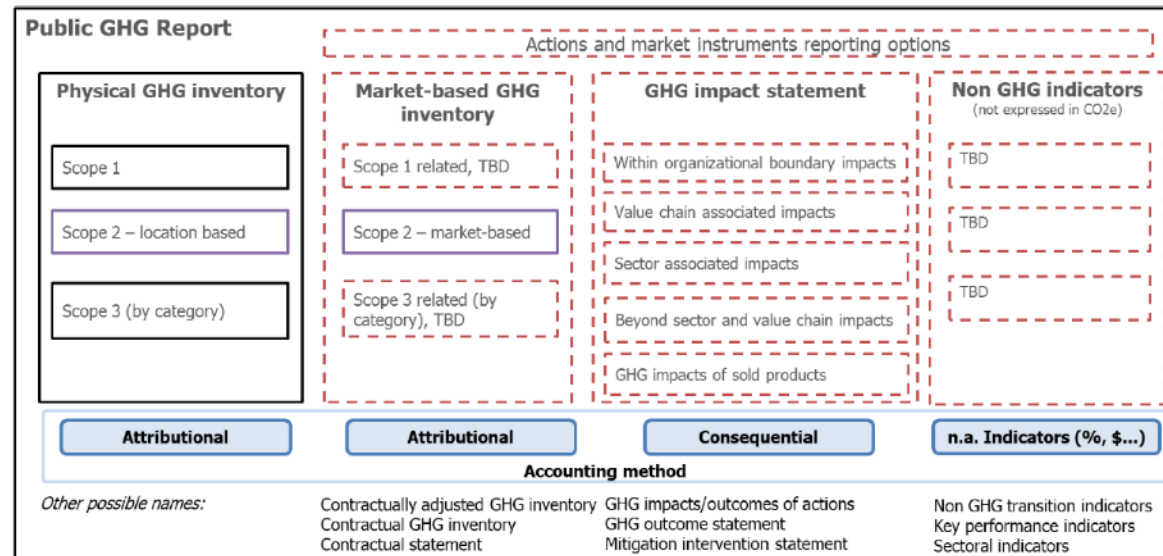 Public GHG Report
Actions and market instruments reporting options
Physical GHG inventory
Scope 1
Scope 2 – location based
Scope 3 (by category)
Market-based GHG
inventory
Scope 1 related, TBD
Scope 2 – market-based
Scope 3 related (by
category), TBD
GHG impact statement
Within organizational boundary impacts
Value chain associated impacts
Sector associated impacts
Beyond sector and value chain impacts
GHG impacts of sold products
Non GHG indicators
(not expressed in CO2e)
TBD
TBD
TBD
Attributional
Attributional
Consequential
n.a. Indicators (%, $...)
Accounting method
Other possible names:
Contractually adjusted GHG inventory
Contractual GHG inventory
Contractual statement
GHG impacts/outcomes of actions
GHG outcome statement
Mitigation intervention statement
Non GHG transition indicators
Key performance indicators
Sectoral indicators